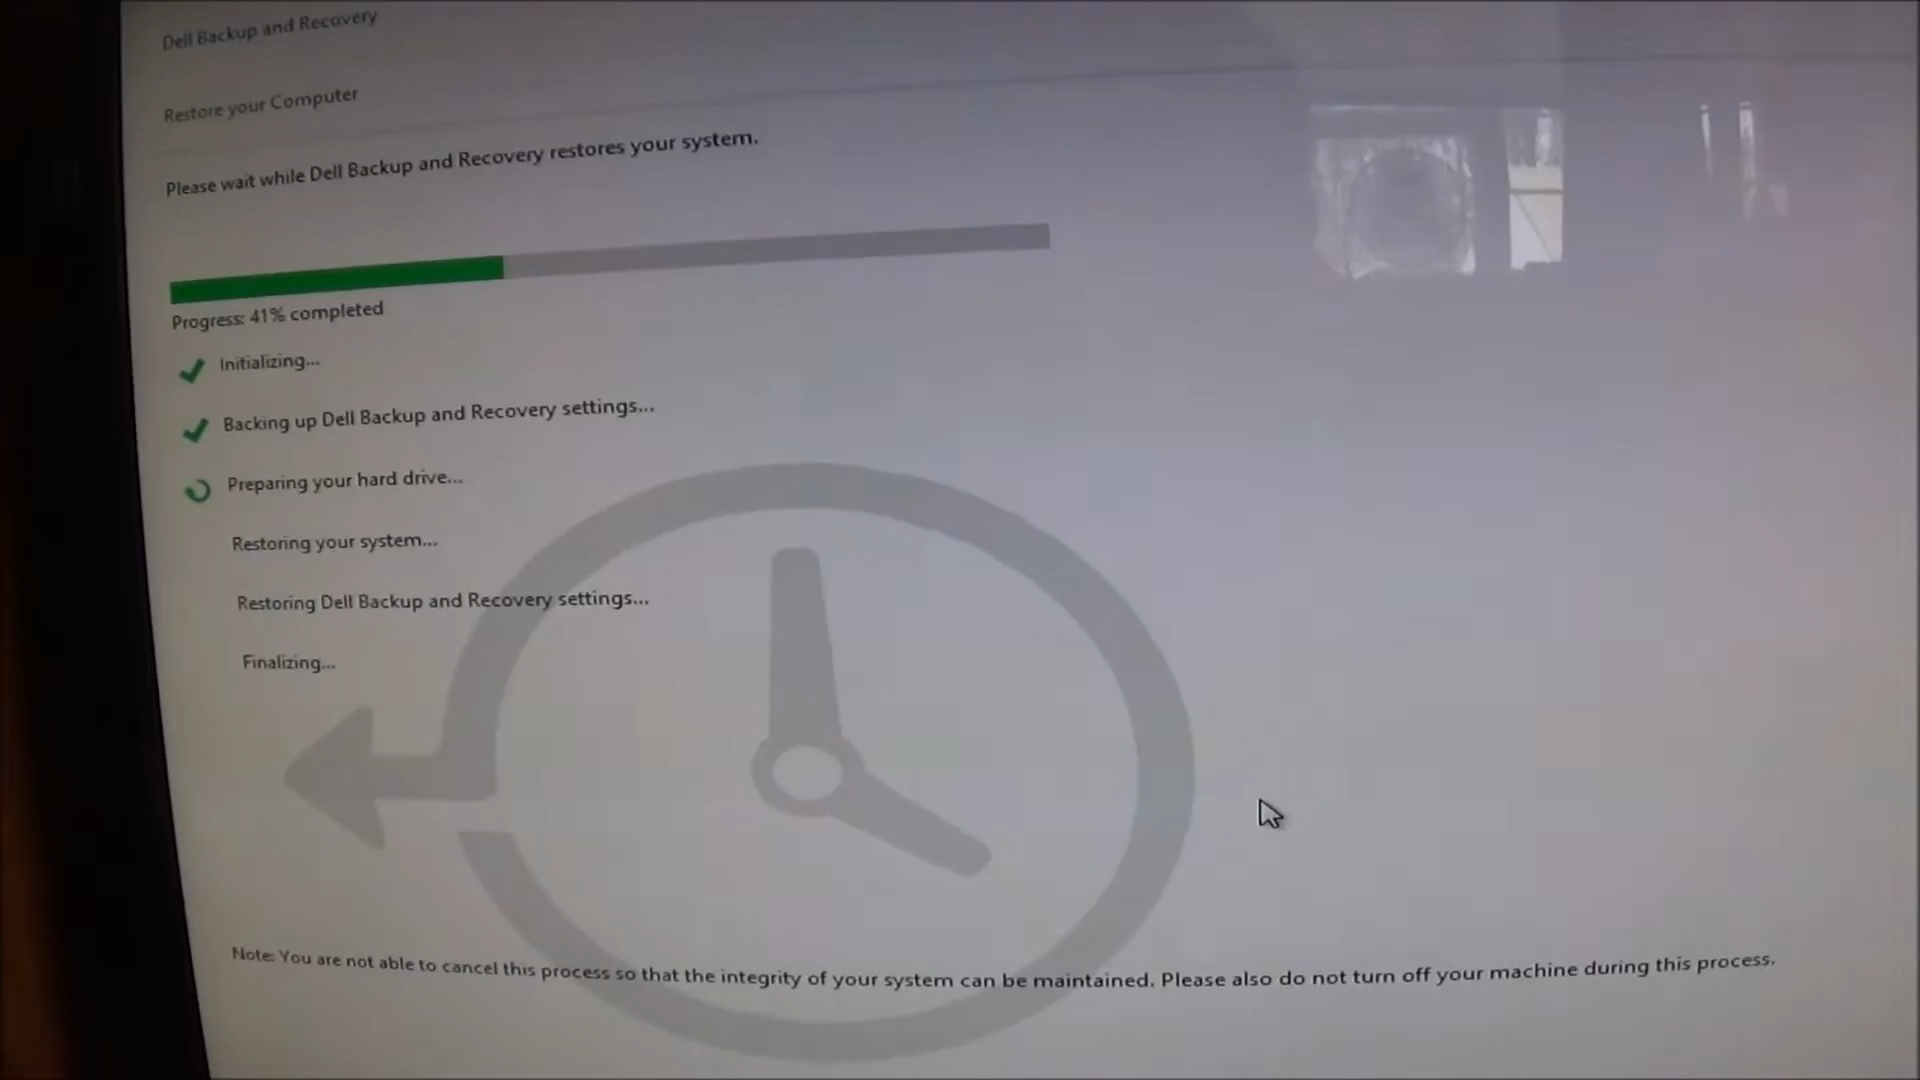 Dell Backup and Recovery
Restore your Computer
Please wait while Dell Backup and Recovery restores your system.
Progress: 41% completed
Initializing...
Backing up Dell Backup and Recovery settings...
Preparing your hard drive...
Restoring your system...
Restoring Dell Backup and Recovery settings...
Finalizing...
Note: You are not able to cancel this process so that the integrity of your system can be maintained. Please also do not turn off your machine during this process.